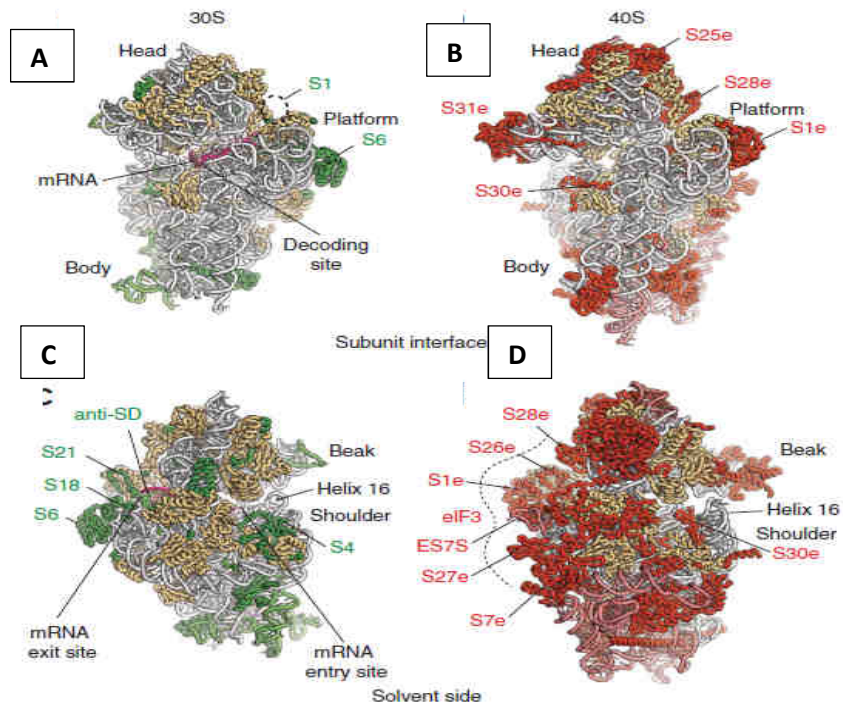 30S
40S
A
Head
S1
Platform
S6
mRNA
Decoding
site
Body
B
Head
S25e
S28e
Platform
S31e
S1e
S30e
Body
Subunit interface
C
anti-SD
S21
S18
S6
Beak
Helix 16
Shoulder
S4
mRNA
exit site
mRNA
entry site
D
S28e
S26e
S1e
eIF3
ES7S
S27e
S7e
Beak
Helix 16
Shoulder
S30e
Solvent side